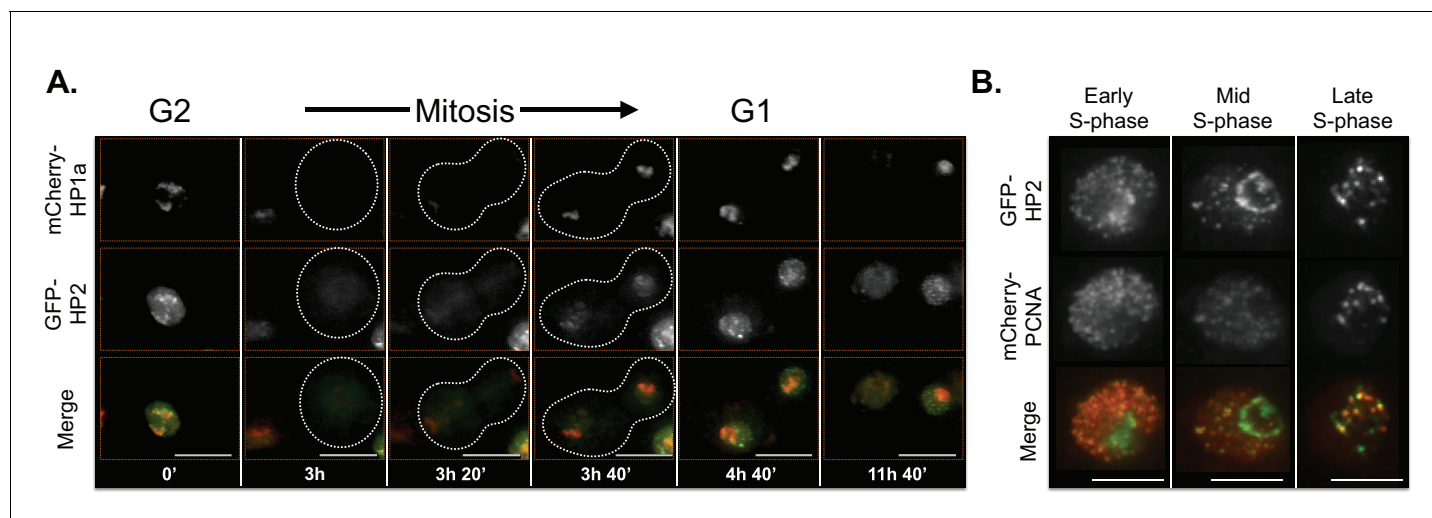 A.
G2
Mitosis
G1
mCherry-
HP1a
GFP-
HP2
Merge
0’
3h
3h 20’
3h 40’
4h 40’
11h 40’
B.
Early
S-phase
Mid
S-phase
Late
S-phase
GFP-
HP2
mCherry-
PCNA
Merge